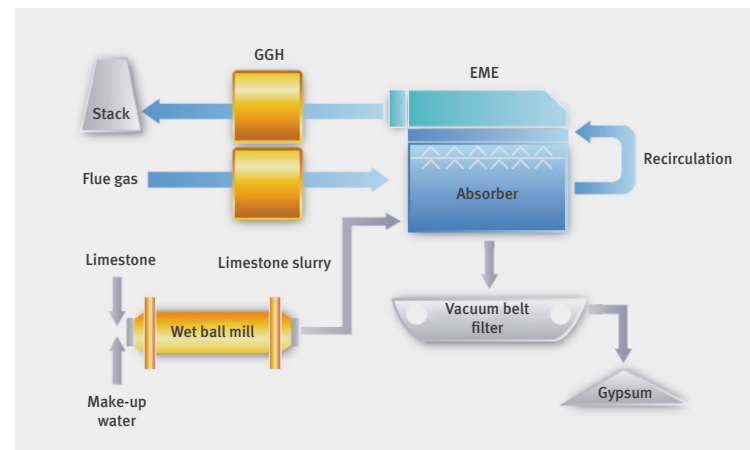 GGH
EME
Stack
Recirculation
Flue gas
Absorber
Limestone
Limestone slurry
Wet ball mill
Vacuum belt
filter
Make-up
water
Gypsum